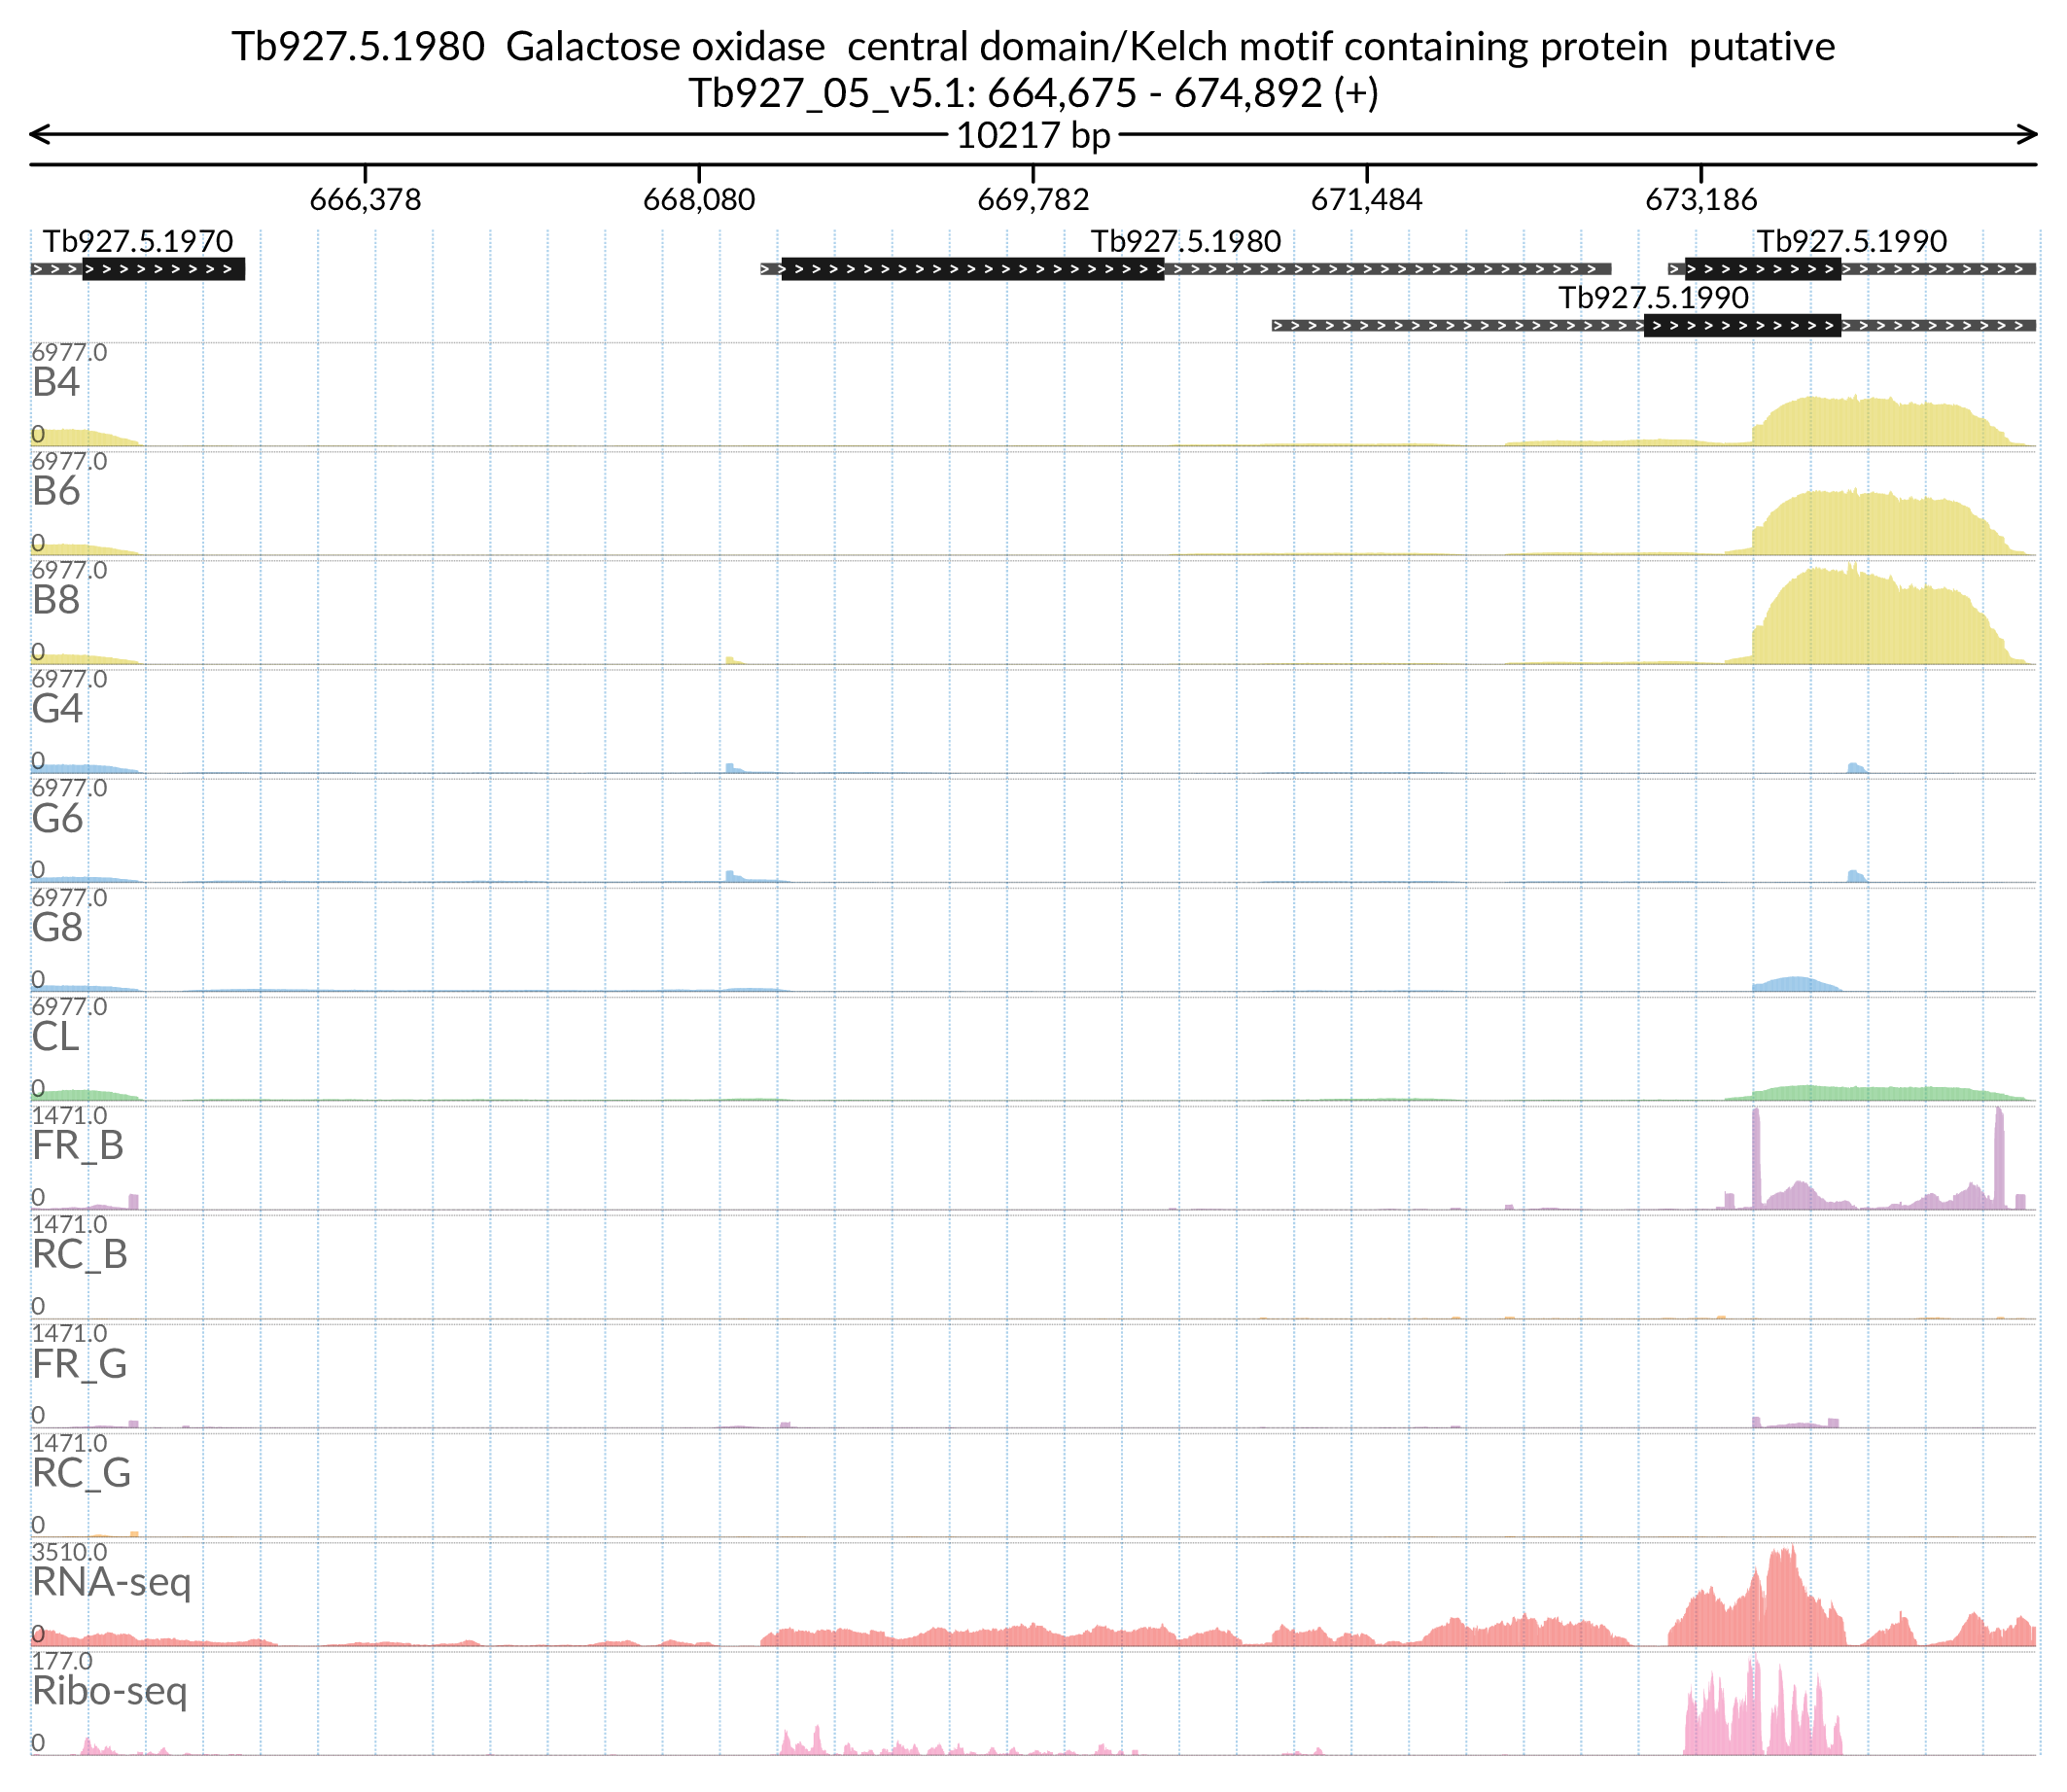 Tb927.5.1980  Galactose oxidase  central domain/Kelch motif containing protein  putative
Tb927_05_v5.1: 664,675 - 674,892 (+)
10217 bp
666,378 668,080 669,782 671,484 673,186
Tb927.5.1970 Tb927.5.1980 Tb927.5.1990
Tb927.5.1990
6977.0
B4
0
6977.0
B6
0
6977.0
B8
0
6977.0
G4
0
6977.0
G6
0
6977.0
G8
0
6977.0
CL
0
1471.0
FR_B
0
1471.0
RC_B
0
1471.0
FR_G
0
1471.0
RC_G
0
3510.0
RNA-seq
0
177.0
Ribo-seq
0